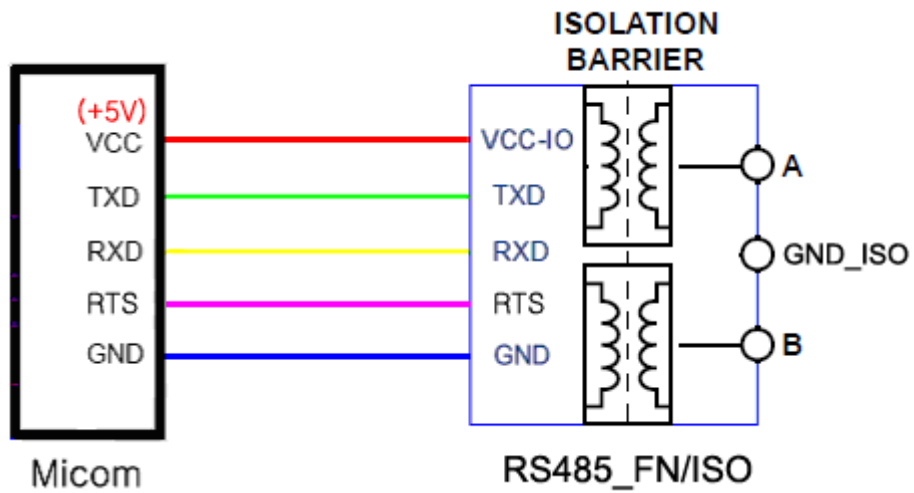 ISOLATION
BARRIER
(+5V)
VCC
TXD
RXD
RTS
GND
Micom
VCC-IO
TXD
RXD
RTS
GND
A
GND_ISO
B
RS485_FN/ISO